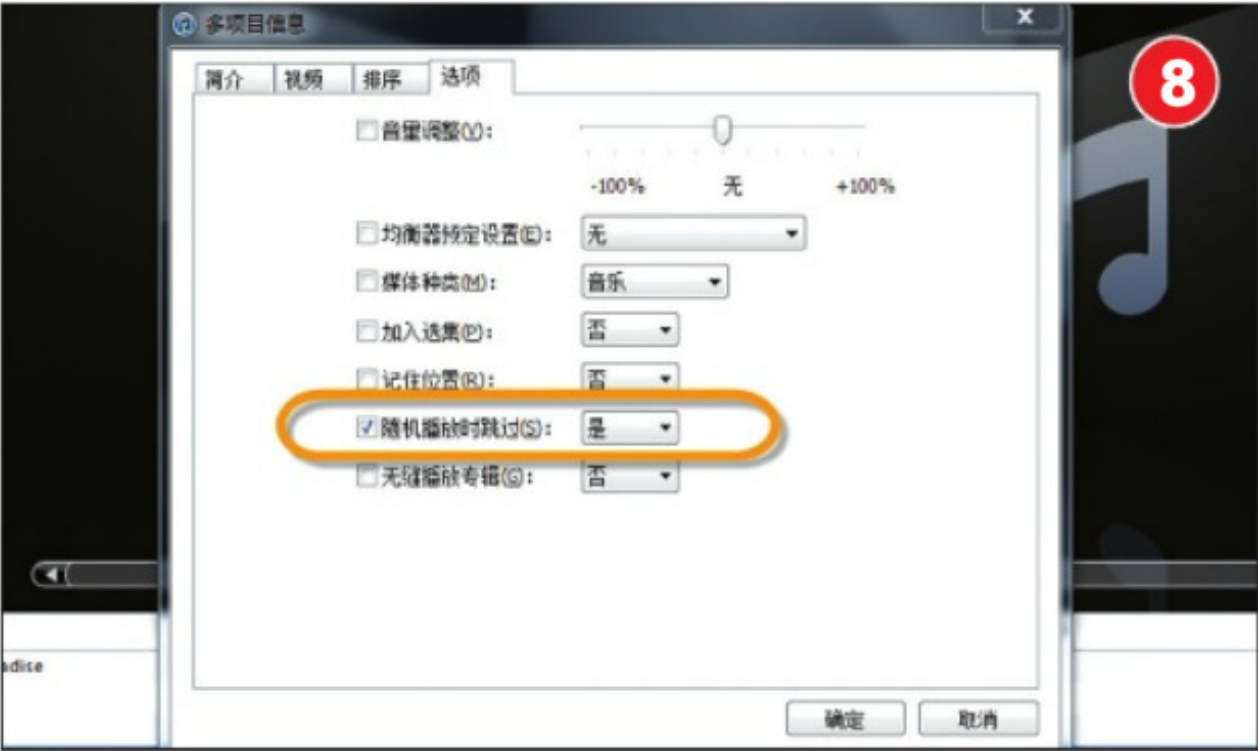 多项目信息
8
简介 视频 排序 选项
音量调整(V):
-100% 无 +100%
均衡器预定设置(E): 无
媒体种类(M): 音乐
加入选集(P): 否
记住位置(R): 否
随机播放时跳过(S): 是
无缝播放专辑(G): 否
adise
确定 取消